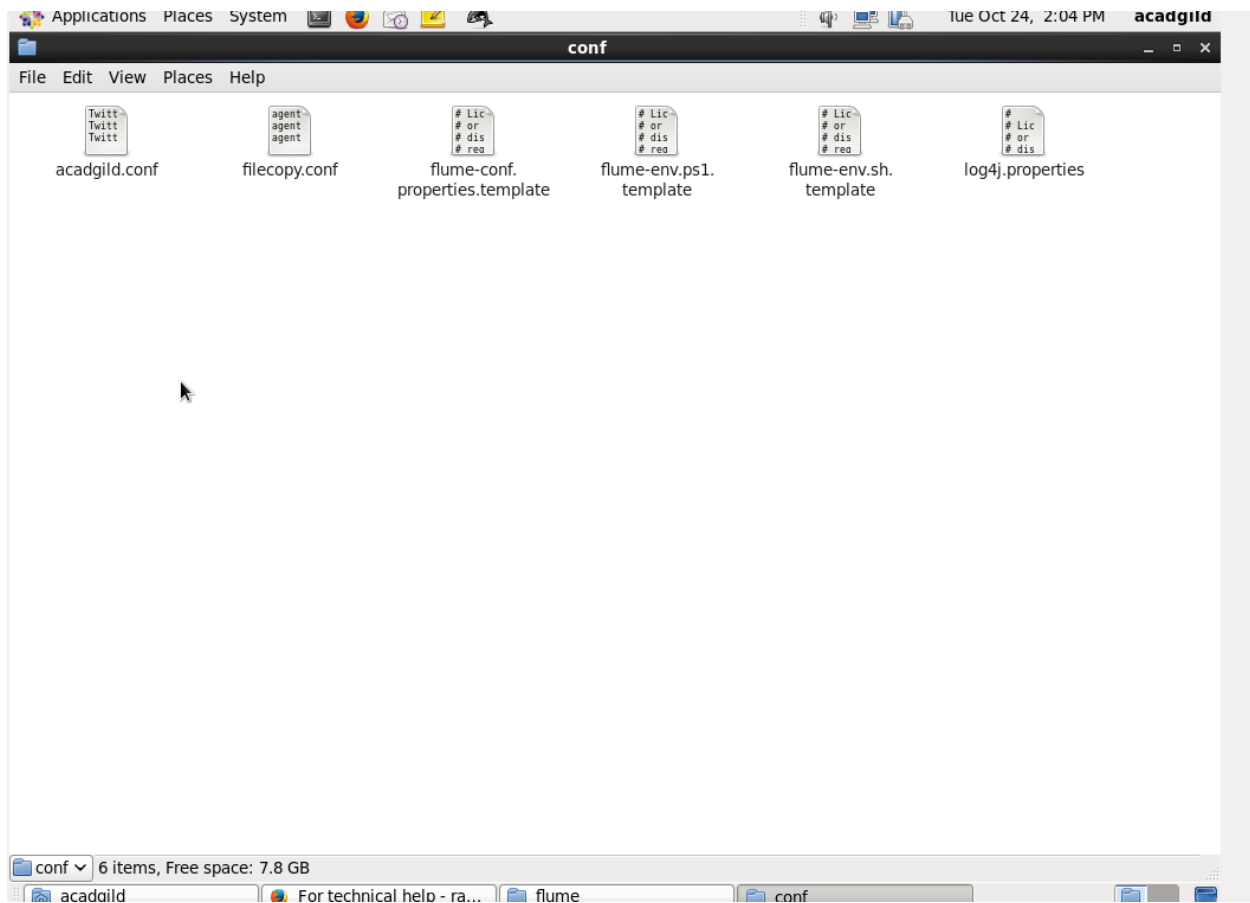 Applications Places System Tue Oct 24, 2:04 PM acadgild
conf
File Edit View Places Help
Twitt
Twitt
Twitt
acadgild.conf
agent
agent
agent
filecopy.conf
# Lic
# or
# dis
# req
flume-conf.
properties.template
# Lic
# or
# dis
# req
flume-env.ps1.
template
# Lic
# or
# dis
# req
flume-env.sh.
template
#
# Lic
# or
# dis
log4j.properties
conf 6 items, Free space: 7.8 GB
acadgild For technical help - ra... flume conf